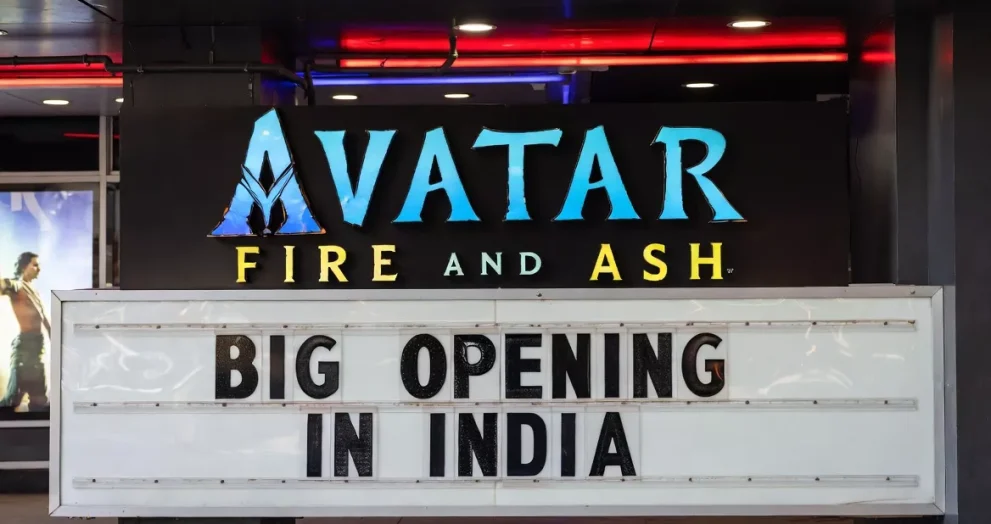 AVATAR
FIRE AND ASH
BIG OPENING
IN INDIA